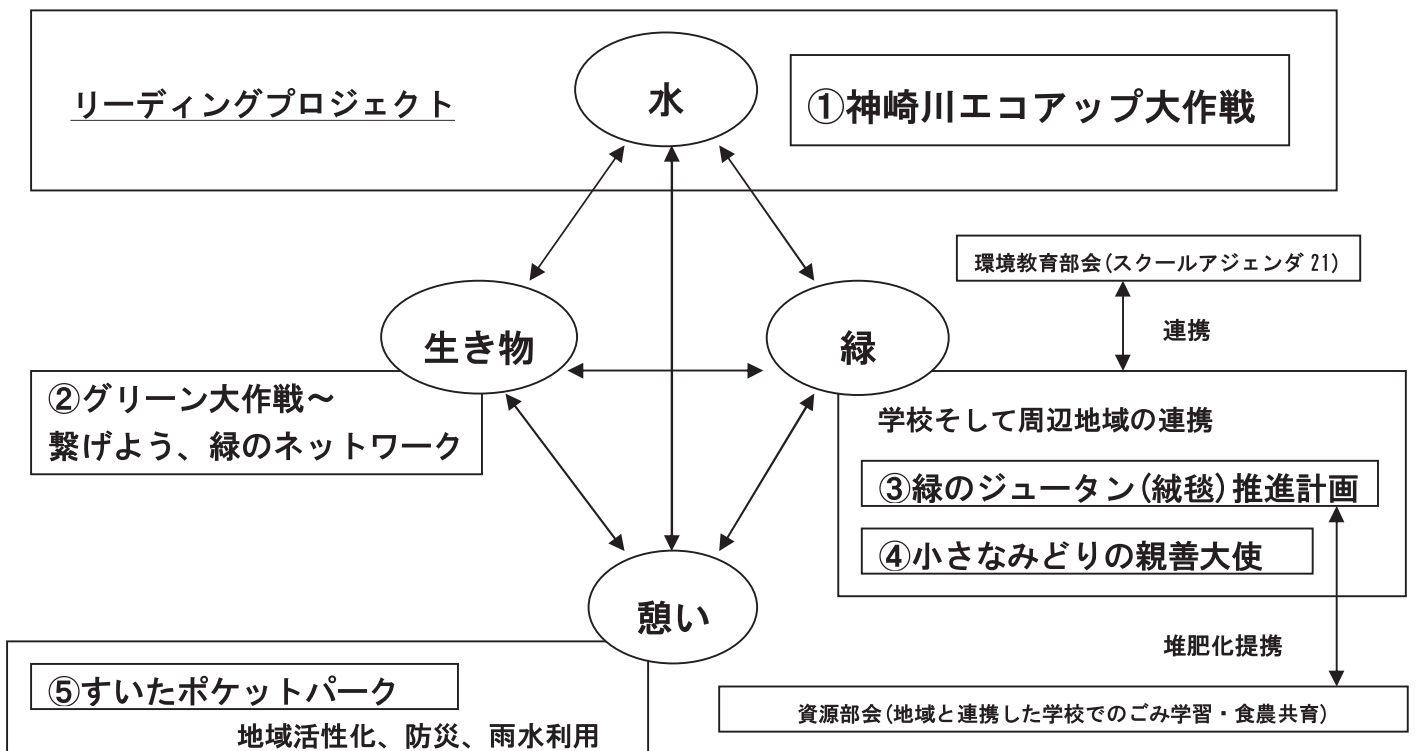 リーディングプロジェクト
水
①神崎川エコアップ大作戦
環境教育部会(スクールアジェンダ 21)
連携
生き物
緑
②グリーン大作戦～
繋げよう、緑のネットワーク
学校そして周辺地域の連携
③緑のジュータン(絨毯)推進計画
④小さなみどりの親善大使
憩い
堆肥化提携
⑤すいたポケットパーク
地域活性化、防災、雨水利用
資源部会(地域と連携した学校でのごみ学習・食農共育)